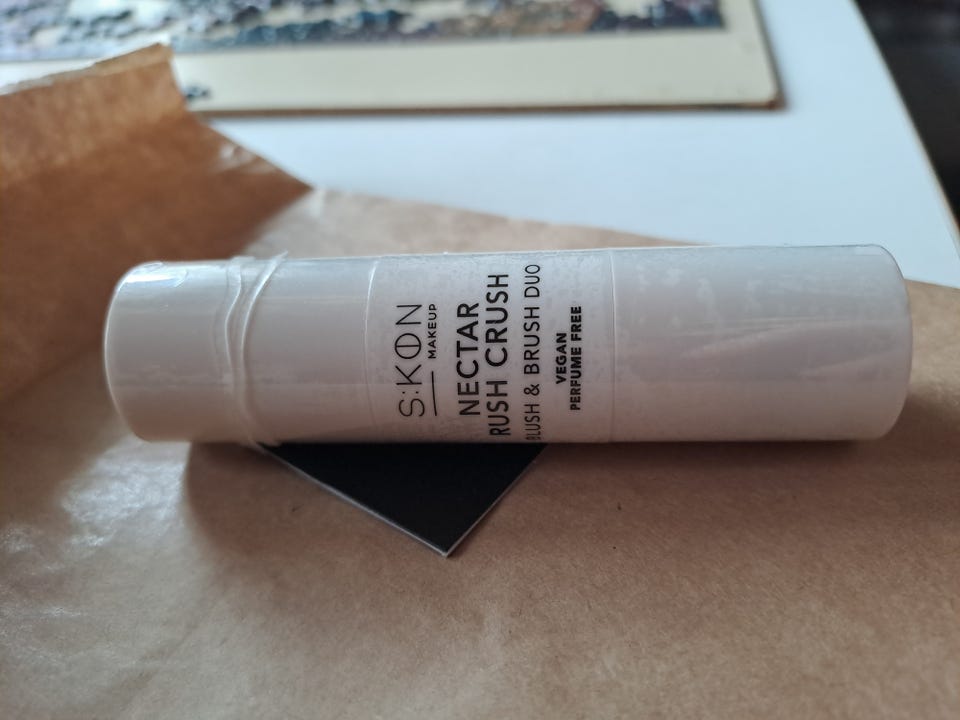 S:KON
MAKEUP
NECTAR
RUSH CRUSH
BLUSH & BRUSH DUO
VEGAN
PERFUME FREE